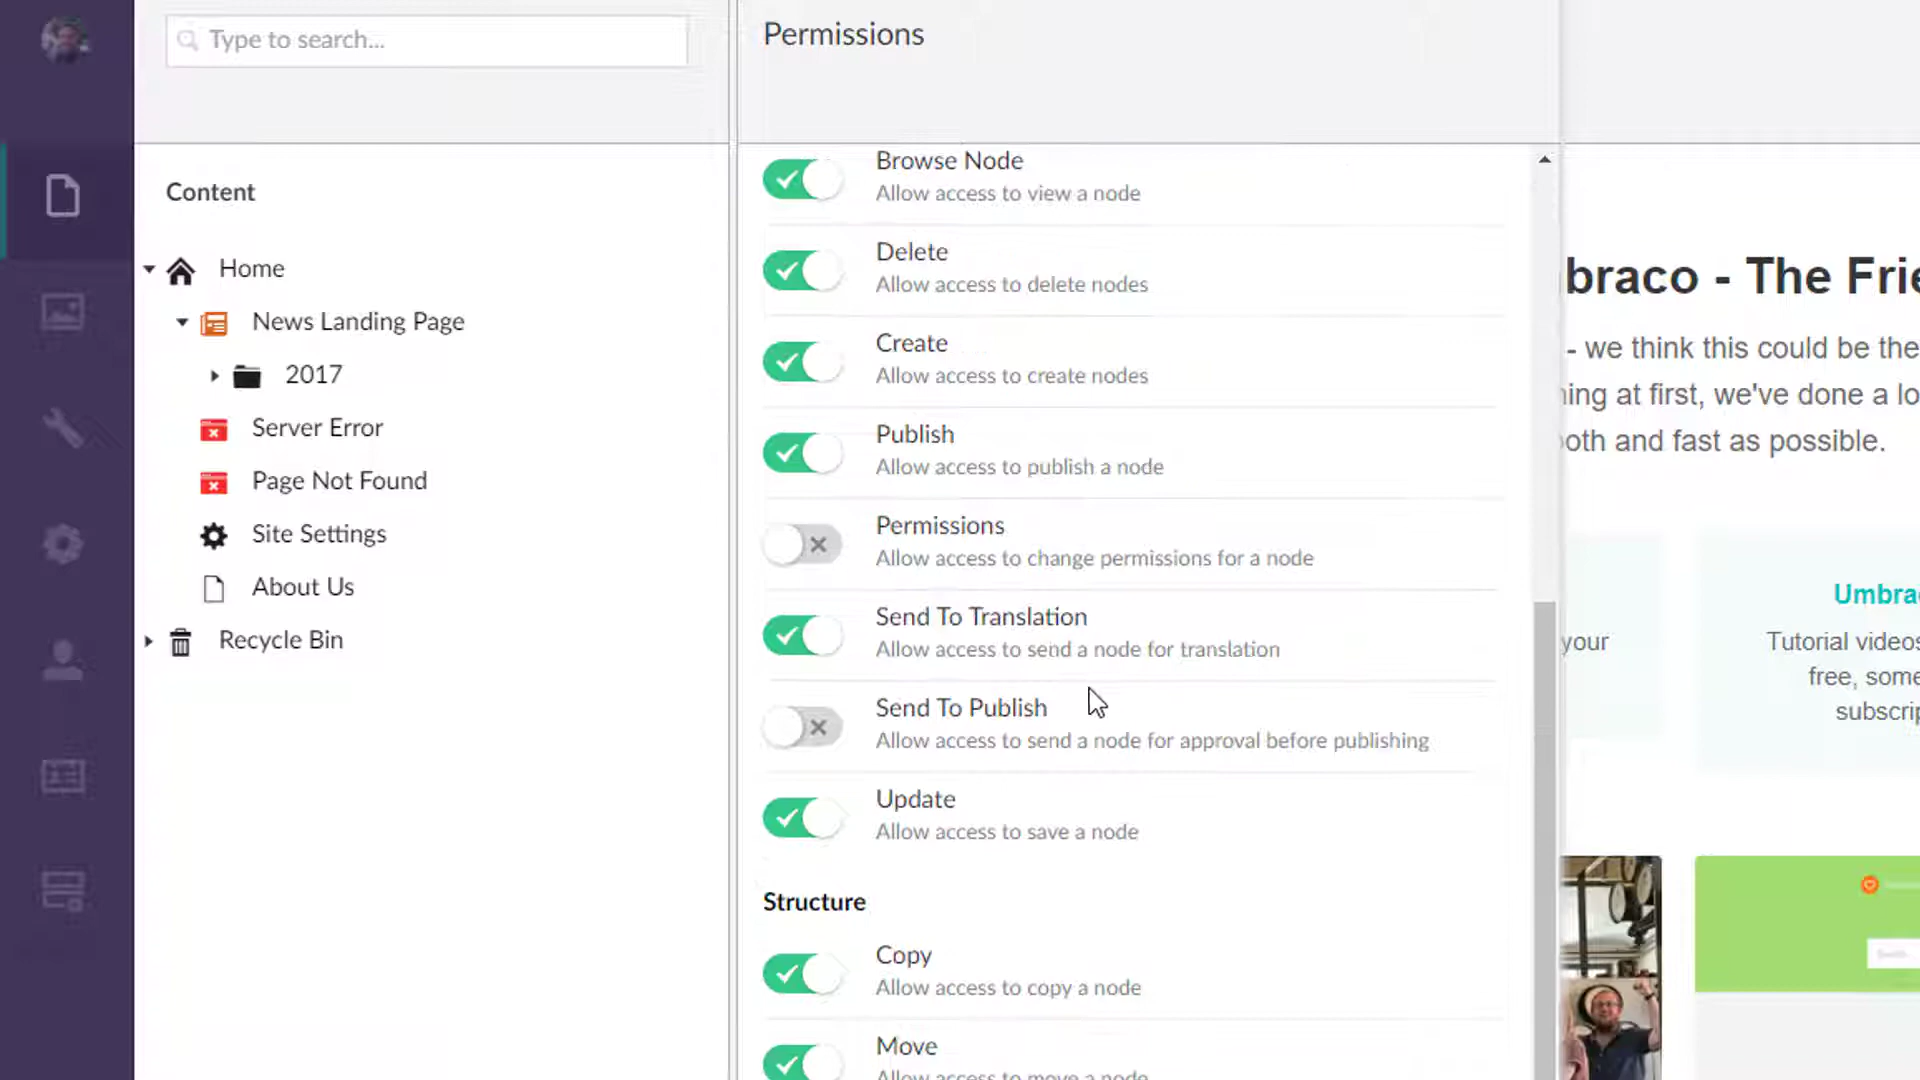 Type to search...
Permissions
Content
Home
News Landing Page
2017
Server Error
Page Not Found
Site Settings
About Us
Recycle Bin
Browse Node
Allow access to view a node
Delete
Allow access to delete nodes
Create
Allow access to create nodes
Publish
Allow access to publish a node
Permissions
Allow access to change permissions for a node
Send To Translation
Allow access to send a node for translation
Send To Publish
Allow access to send a node for approval before publishing
Update
Allow access to save a node
Structure
Copy
Allow access to copy a node
Move
Allow access to move a node
braco - The Frie
- we think this could be the
ning at first, we've done a lo
oth and fast as possible.
your
Umbra
Tutorial videos
free, some
subscrip